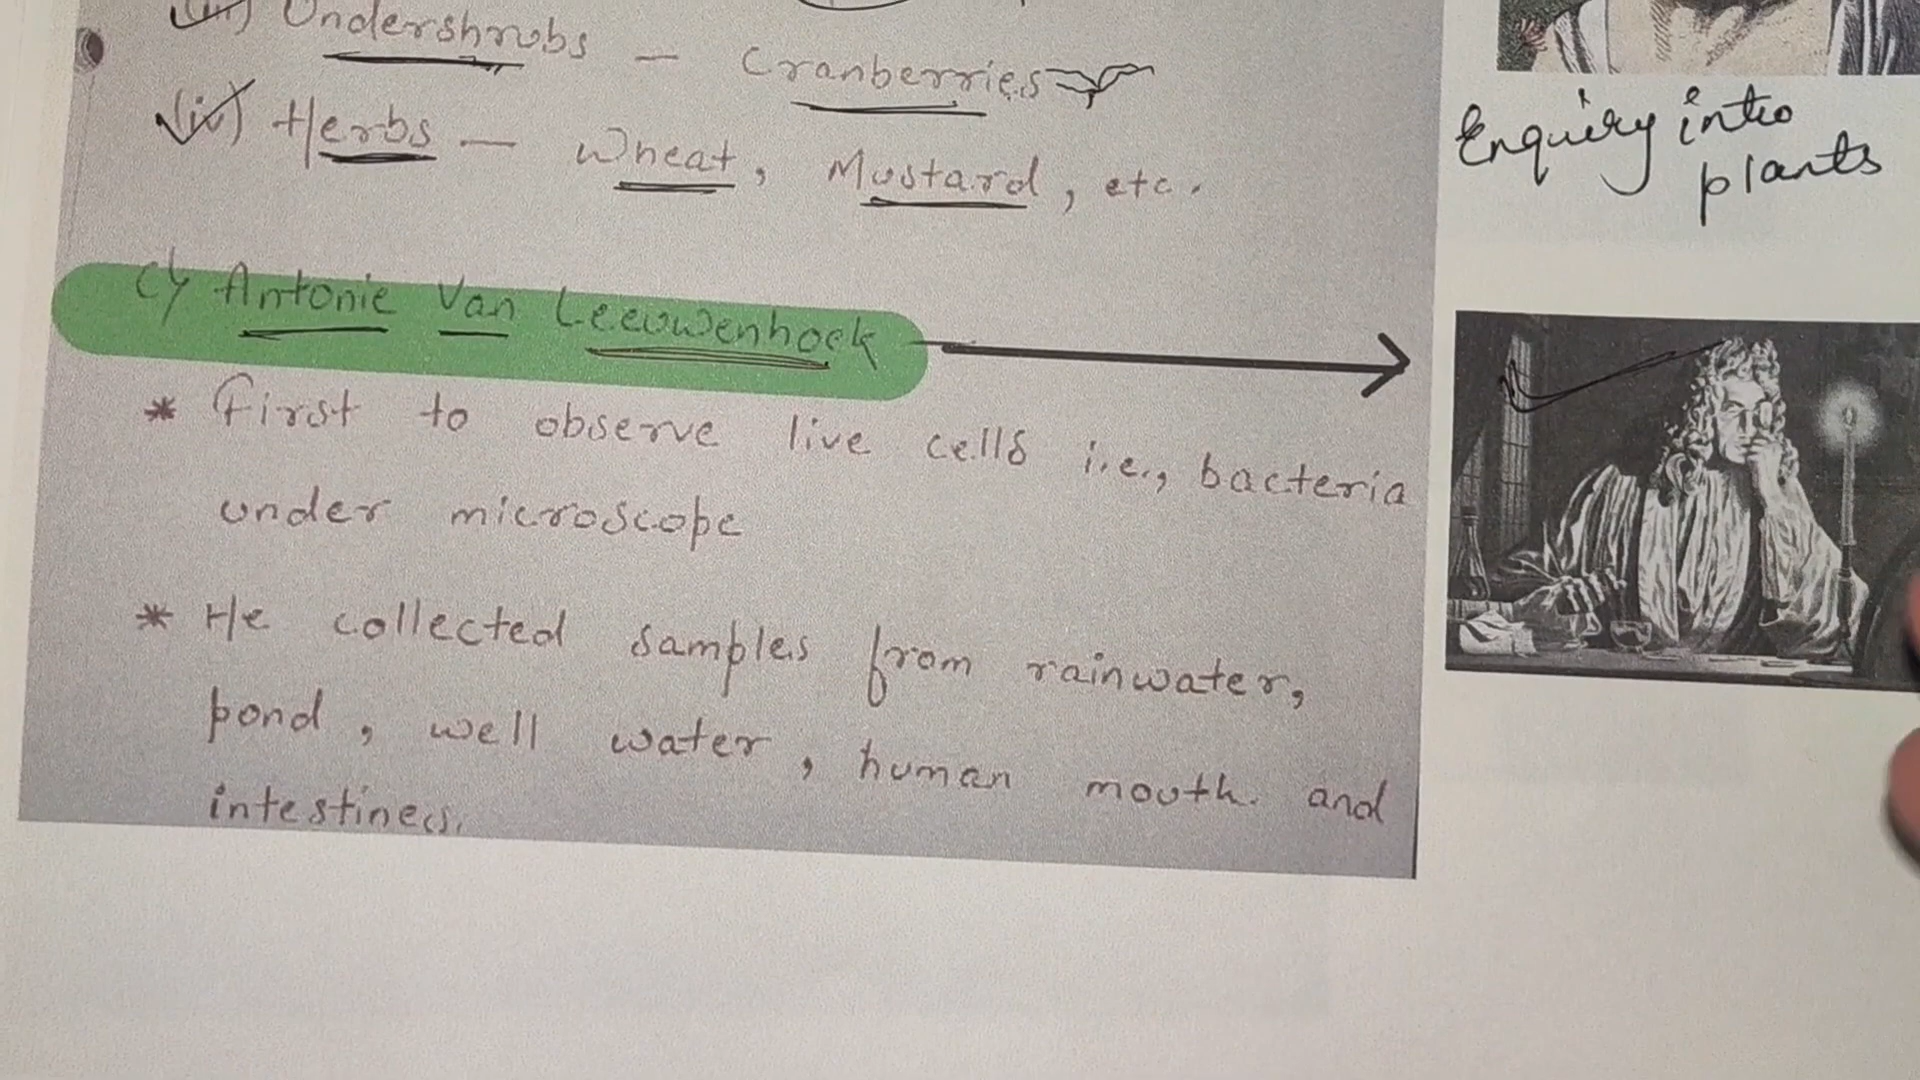 (iii) Undershrubs — Cranberries
(iv) Herbs — Wheat, Mustard, etc.
Enquiry into
plants
C) Antonie Van Leeuwenhoek
* First to observe live cells i.e., bacteria
under microscope
* He collected samples from rainwater,
pond, well water, human mouth and
intestines.